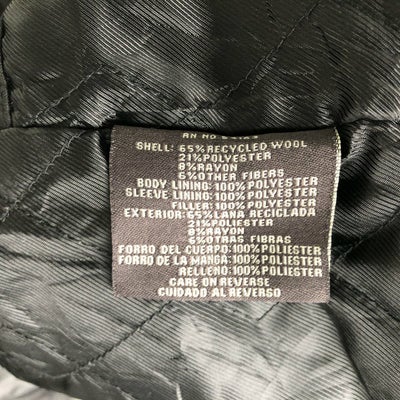 RN NO
SHELL: 65%RECYCLED WOOL
21%POLYESTER
8%RAYON
6%OTHER FIBERS
BODY LINING:100%POLYESTER
SLEEVE LINING:100%POLYESTER
FILLER:100%POLYESTER
EXTERIOR:65%LANA RECICLADA
21%POLIESTER
8%RAYON
6%OTRAS FIBRAS
FORRO DEL CUERPO:100%POLIESTER
FORRO DE LA MANGA:100%POLIESTER
RELLENO:100%POLIESTER
CARE ON REVERSE
CUIDADO AL REVERSO